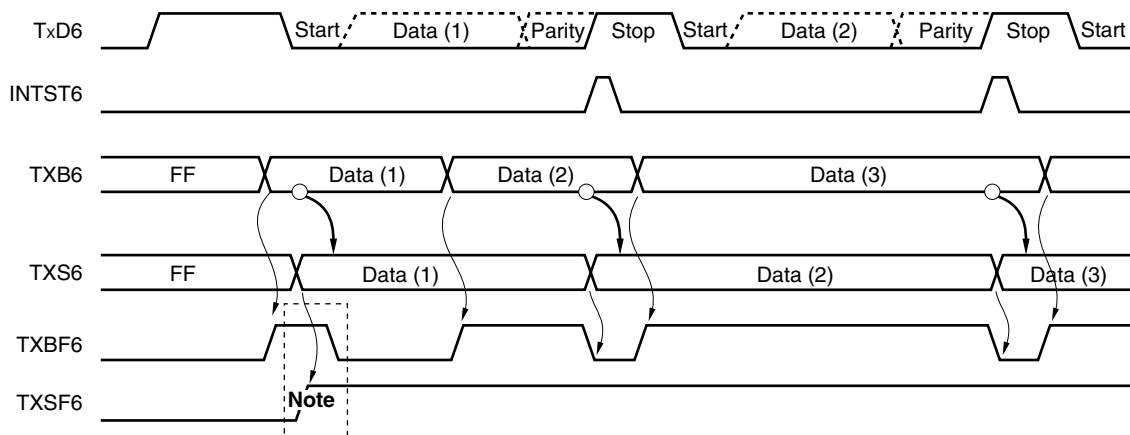 TxD6 Start Data (1) Parity Stop Start Data (2) Parity Stop Start
INTST6
TXB6 FF Data (1) Data (2) Data (3)
TXS6 FF Data (1) Data (2) Data (3)
TXBF6
TXSF6 Note